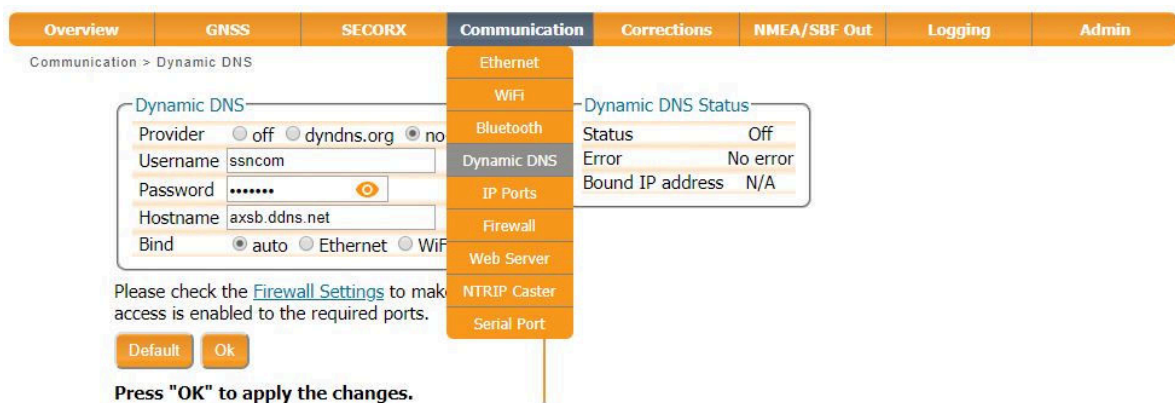 Overview GNSS SECORX Communication Corrections NMEA/SBF Out Logging Admin
Communication > Dynamic DNS
Ethernet
WiFi
Bluetooth
Dynamic DNS
IP Ports
Firewall
Web Server
NTRIP Caster
Serial Port
Dynamic DNS
Provider off dyndns.org no
Username ssncom
Password •••••••
Hostname axsb.ddns.net
Bind auto Ethernet WiF
Dynamic DNS Status
Status Off
Error No error
Bound IP address N/A
Please check the Firewall Settings to mak
access is enabled to the required ports.
Default Ok
Press "OK" to apply the changes.